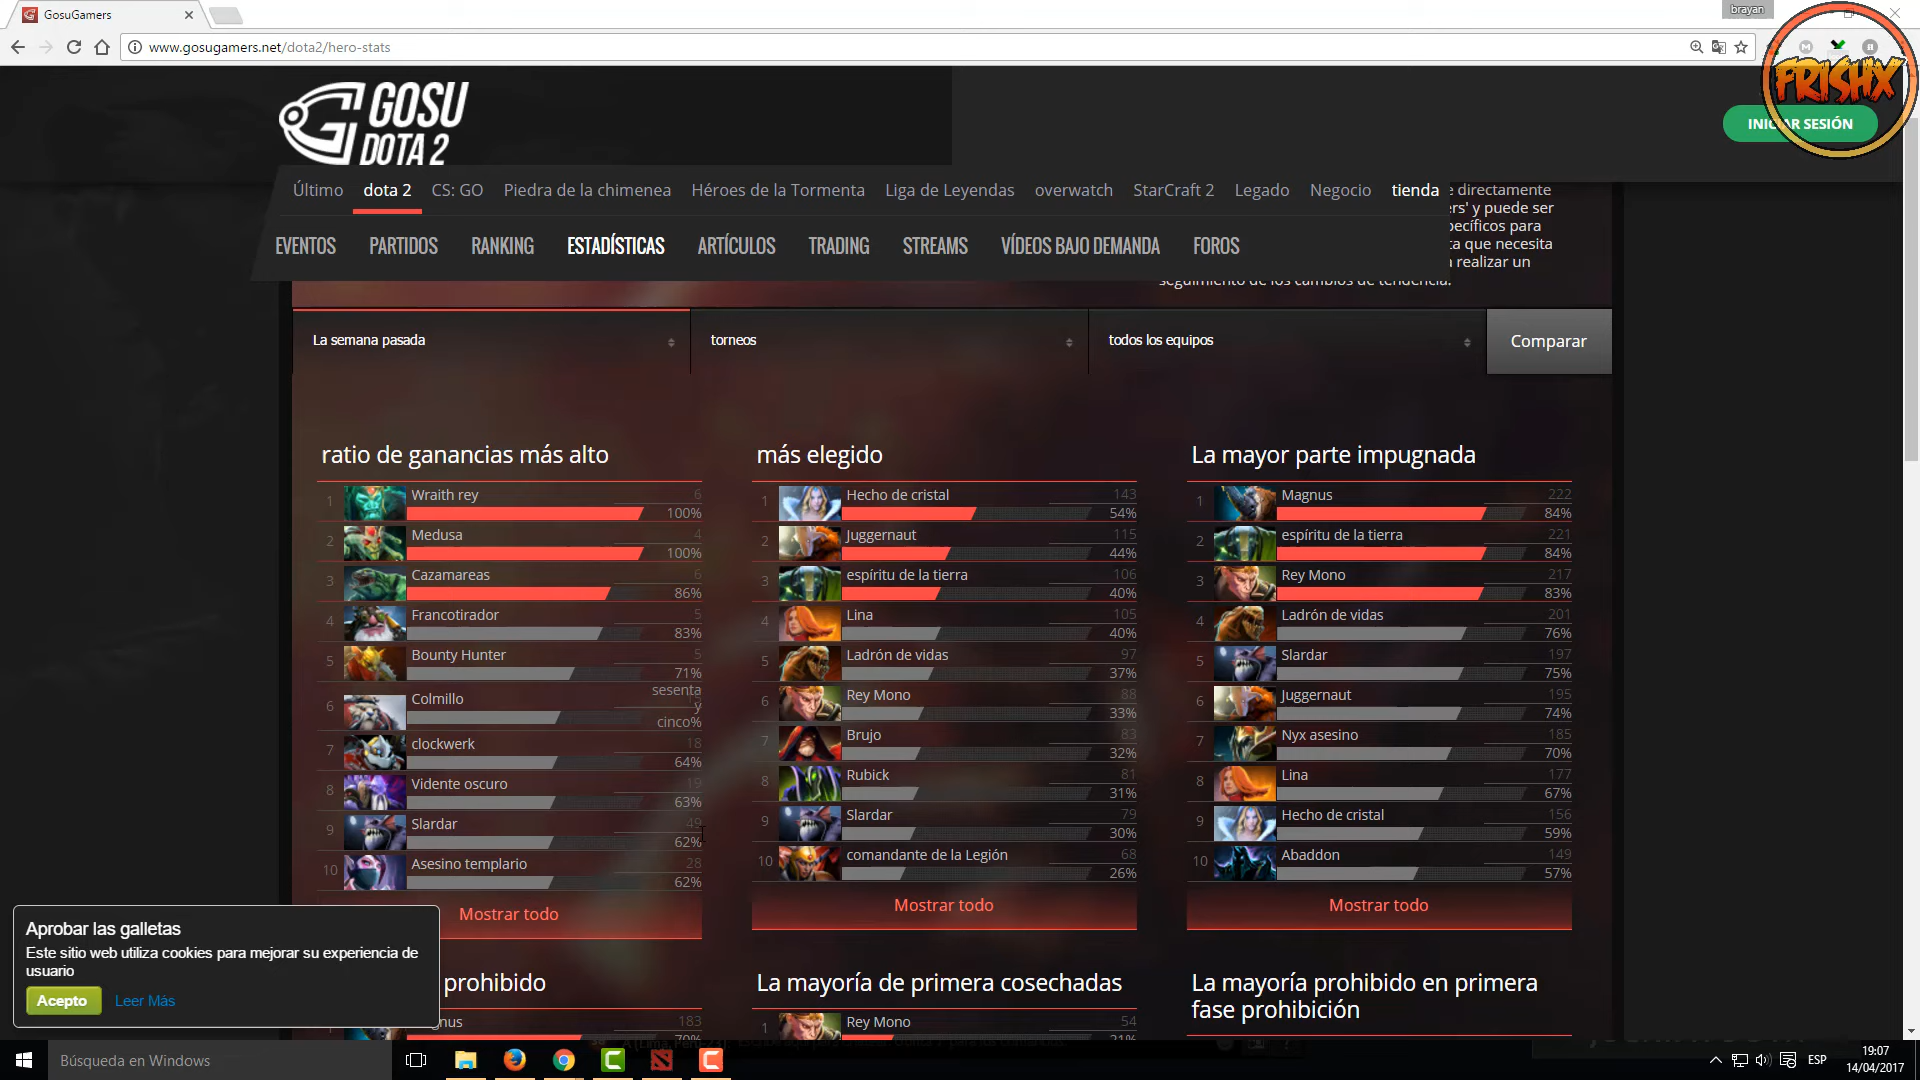 GosuGamers
brayan
www.gosugamers.net/dota2/hero-stats
FRISHX
GOSU
DOTA 2
INICIAR SESIÓN
Último dota 2 CS: GO Piedra de la chimenea Héroes de la Tormenta Liga de Leyendas overwatch StarCraft 2 Legado Negocio tienda
EVENTOS PARTIDOS RANKING ESTADÍSTICAS ARTÍCULOS TRADING STREAMS VÍDEOS BAJO DEMANDA FOROS
e directamente
ers' y puede ser
pecíficos para
ta que necesita
realizar un
seguimiento de los cambios de tendencia.
La semana pasada torneos todos los equipos Comparar
ratio de ganancias más alto
1 Wraith rey 6
100%
2 Medusa 4
100%
3 Cazamareas 6
86%
4 Francotirador 5
83%
5 Bounty Hunter 5
71%
6 Colmillo
sesenta
y
cinco%
7 clockwerk 18
64%
8 Vidente oscuro 19
63%
9 Slardar 49
62%
10 Asesino templario 28
62%
Mostrar todo
más elegido
1 Hecho de cristal 143
54%
2 Juggernaut 115
44%
3 espíritu de la tierra 106
40%
4 Lina 105
40%
5 Ladrón de vidas 97
37%
6 Rey Mono 88
33%
7 Brujo 83
32%
8 Rubick 81
31%
9 Slardar 79
30%
10 comandante de la Legión 68
26%
Mostrar todo
La mayor parte impugnada
1 Magnus 222
84%
2 espíritu de la tierra 221
84%
3 Rey Mono 217
83%
4 Ladrón de vidas 201
76%
5 Slardar 197
75%
6 Juggernaut 195
74%
7 Nyx asesino 185
70%
8 Lina 177
67%
9 Hecho de cristal 156
59%
10 Abaddon 149
57%
Mostrar todo
prohibido
gnus 183
70%
La mayoría de primera cosechadas
1 Rey Mono 54
21%
La mayoría prohibido en primera
fase prohibición
Aprobar las galletas
Este sitio web utiliza cookies para mejorar su experiencia de
usuario
Acepto Leer Más
Búsqueda en Windows
ESP
19:07
14/04/2017